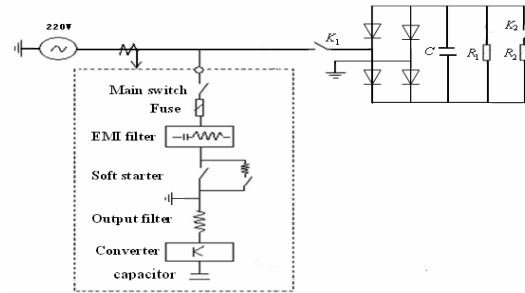 220V
K1
K2
C
R1
R2
Main switch
Fuse
EMI filter
Soft starter
Output filter
Converter
capacitor